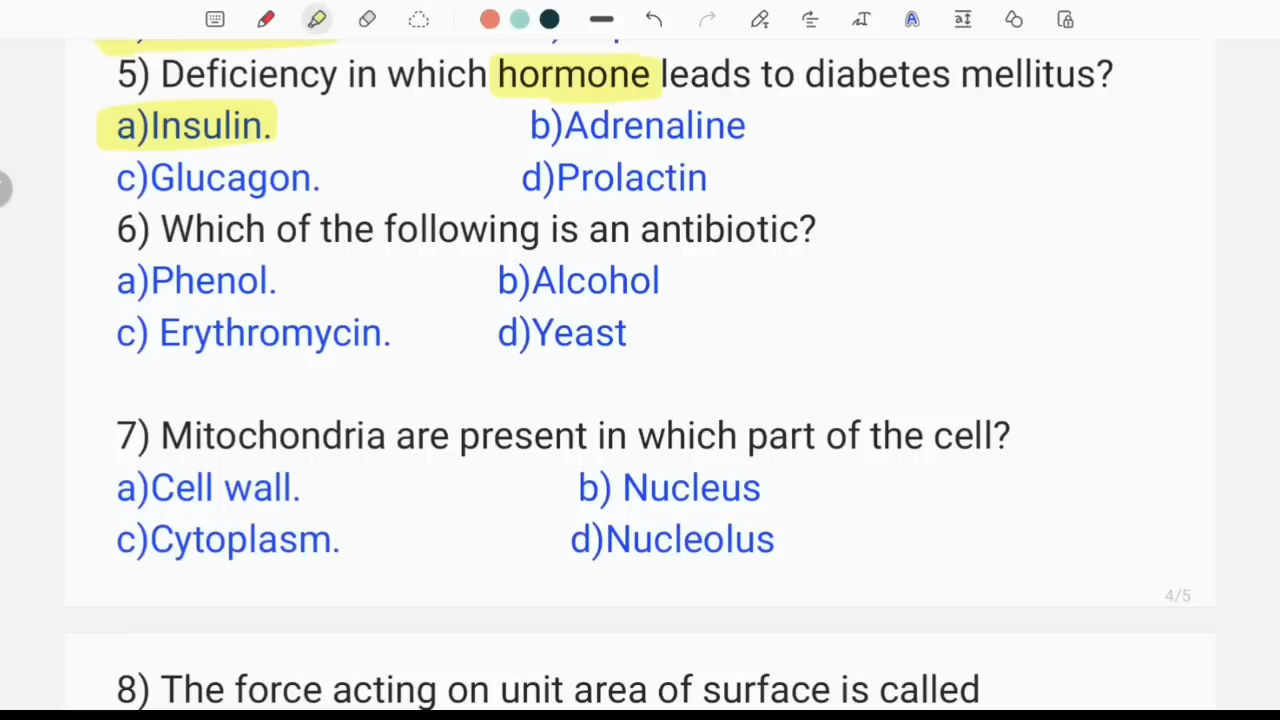 5) Deficiency in which hormone leads to diabetes mellitus?
a)Insulin. b)Adrenaline
c)Glucagon. d)Prolactin
6) Which of the following is an antibiotic?
a)Phenol. b)Alcohol
c) Erythromycin. d)Yeast
7) Mitochondria are present in which part of the cell?
a)Cell wall. b) Nucleus
c)Cytoplasm. d)Nucleolus
4/5
8) The force acting on unit area of surface is called